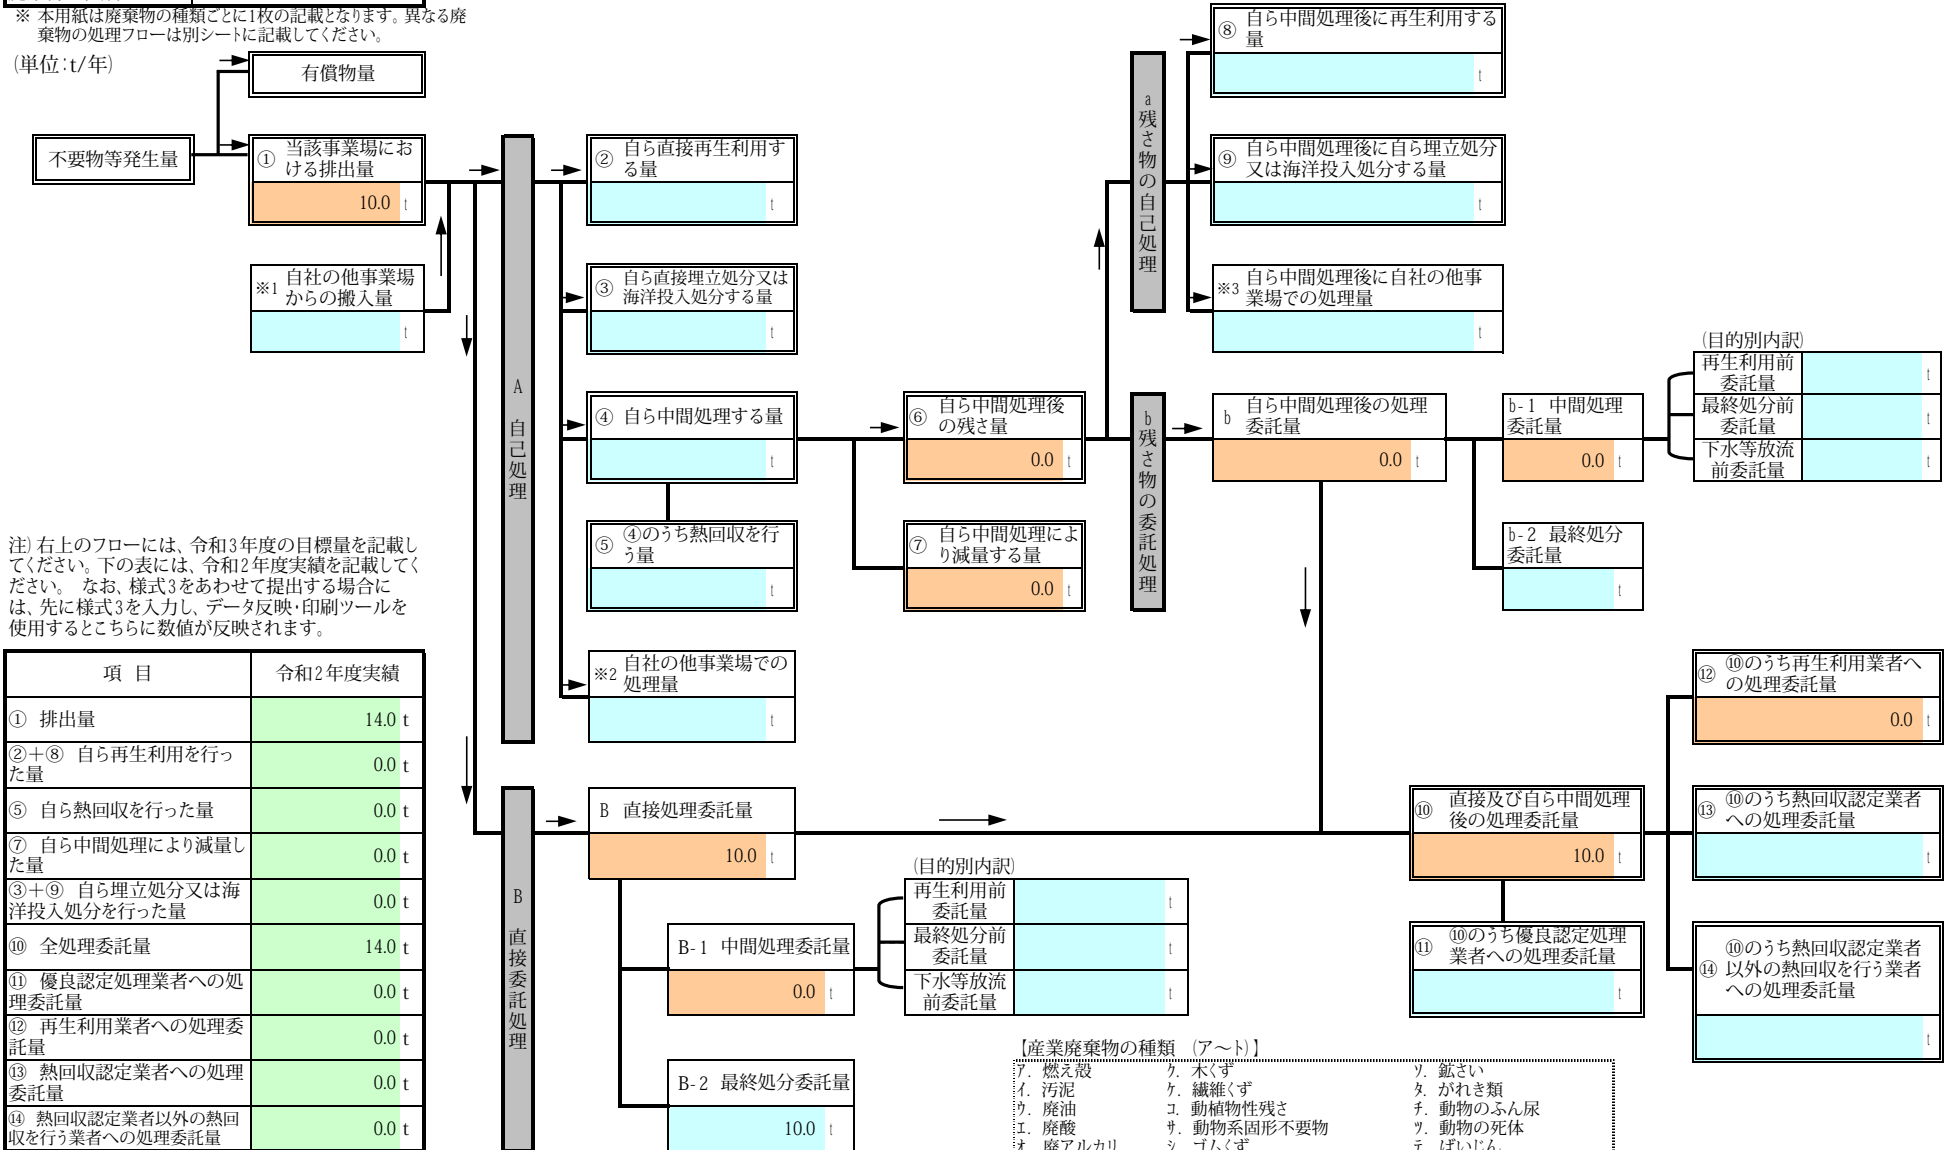 ※ 本用紙は廃棄物の種類ごとに1枚の記載となります。異なる廃
棄物の処理フローは別シートに記載してください。
(単位:t/年)
有償物量
不要物等発生量
① 当該事業場にお
ける排出量
10.0 t
※1 自社の他事業場
からの搬入量
t
A 自己処理
② 自ら直接再生利用す
る量
t
③ 自ら直接埋立処分又は
海洋投入処分する量
t
④ 自ら中間処理する量
t
⑤ ④のうち熱回収を行
う量
t
※2 自社の他事業場での
処理量
t
⑥ 自ら中間処理後
の残さ量
0.0 t
⑦ 自ら中間処理によ
り減量する量
0.0 t
a 残さ物の自己処理
⑧ 自ら中間処理後に再生利用する
量
t
⑨ 自ら中間処理後に自ら埋立処分
又は海洋投入処分する量
t
※3 自ら中間処理後に自社の他事
業場での処理量
t
b 残さ物の委託処理
b 自ら中間処理後の処理
委託量
0.0 t
b-1 中間処理
委託量
0.0 t
(目的別内訳)
再生利用前
委託量
t
最終処分前
委託量
t
下水等放流
前委託量
t
b-2 最終処分
委託量
t
注) 右上のフローには、令和3年度の目標量を記載し
てください。下の表には、令和2年度実績を記載してく
ださい。 なお、様式3をあわせて提出する場合に
は、先に様式3を入力し、データ反映・印刷ツールを
使用するとこちらに数値が反映されます。
項 目 令和2年度実績
① 排出量 14.0 t
②＋⑧ 自ら再生利用を行っ
た量
0.0 t
⑤ 自ら熱回収を行った量 0.0 t
⑦ 自ら中間処理により減量し
た量
0.0 t
③＋⑨ 自ら埋立処分又は海
洋投入処分を行った量
0.0 t
⑩ 全処理委託量 14.0 t
⑪ 優良認定処理業者への処
理委託量
0.0 t
⑫ 再生利用業者への処理委
託量
0.0 t
⑬ 熱回収認定業者への処理
委託量
0.0 t
⑭ 熱回収認定業者以外の熱回
収を行う業者への処理委託量
0.0 t
B 直接委託処理
B 直接処理委託量
10.0 t
B-1 中間処理委託量
0.0 t
(目的別内訳)
再生利用前
委託量
t
最終処分前
委託量
t
下水等放流
前委託量
t
B-2 最終処分委託量
10.0 t
⑩ 直接及び自ら中間処理
後の処理委託量
10.0 t
⑪ ⑩のうち優良認定処理
業者への処理委託量
t
⑫ ⑩のうち再生利用業者へ
の処理委託量
0.0 t
⑬ ⑩のうち熱回収認定業者
への処理委託量
t
⑭ ⑩のうち熱回収認定業者
以外の熱回収を行う業者
への処理委託量
t
【産業廃棄物の種類 (ア～ト)】
ア. 燃え殻 ク. 木くず ソ. 鉱さい
イ. 汚泥 ケ. 繊維くず タ. がれき類
ウ. 廃油 コ. 動植物性残さ チ. 動物のふん尿
エ. 廃酸 サ. 動物系固形不要物 ツ. 動物の死体
オ. 廃アルカリ シ. ゴムくず テ. ばいじん